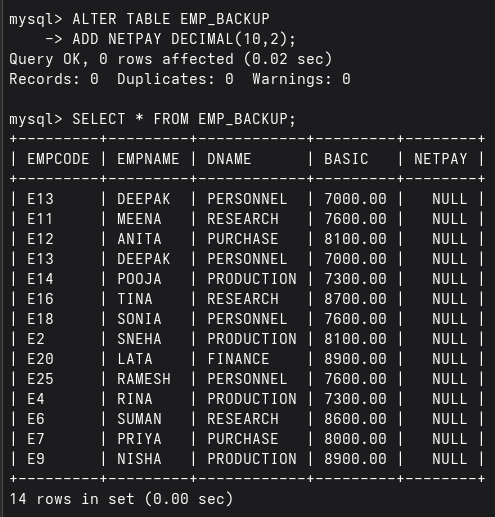 mysql> ALTER TABLE EMP_BACKUP
    -> ADD NETPAY DECIMAL(10,2);
Query OK, 0 rows affected (0.02 sec)
Records: 0  Duplicates: 0  Warnings: 0

mysql> SELECT * FROM EMP_BACKUP;
+---------+---------+------------+---------+--------+
| EMPCODE | EMPNAME | DNAME      | BASIC   | NETPAY |
+---------+---------+------------+---------+--------+
| E13     | DEEPAK  | PERSONNEL  | 7000.00 |   NULL |
| E11     | MEENA   | RESEARCH   | 7600.00 |   NULL |
| E12     | ANITA   | PURCHASE   | 8100.00 |   NULL |
| E13     | DEEPAK  | PERSONNEL  | 7000.00 |   NULL |
| E14     | POOJA   | PRODUCTION | 7300.00 |   NULL |
| E16     | TINA    | RESEARCH   | 8700.00 |   NULL |
| E18     | SONIA   | PERSONNEL  | 7600.00 |   NULL |
| E2      | SNEHA   | PRODUCTION | 8100.00 |   NULL |
| E20     | LATA    | FINANCE    | 8900.00 |   NULL |
| E25     | RAMESH  | PERSONNEL  | 7600.00 |   NULL |
| E4      | RINA    | PRODUCTION | 7300.00 |   NULL |
| E6      | SUMAN   | RESEARCH   | 8600.00 |   NULL |
| E7      | PRIYA   | PURCHASE   | 8000.00 |   NULL |
| E9      | NISHA   | PRODUCTION | 8900.00 |   NULL |
+---------+---------+------------+---------+--------+
14 rows in set (0.00 sec)